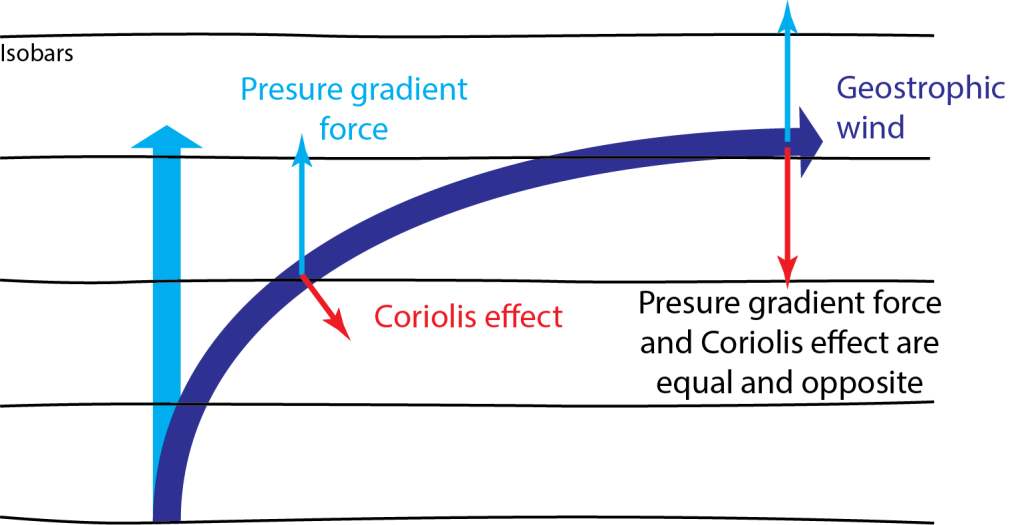 Isobars
Presure gradient
force
Geostrophic
wind
Coriolis effect
Presure gradient force
and Coriolis effect are
equal and opposite